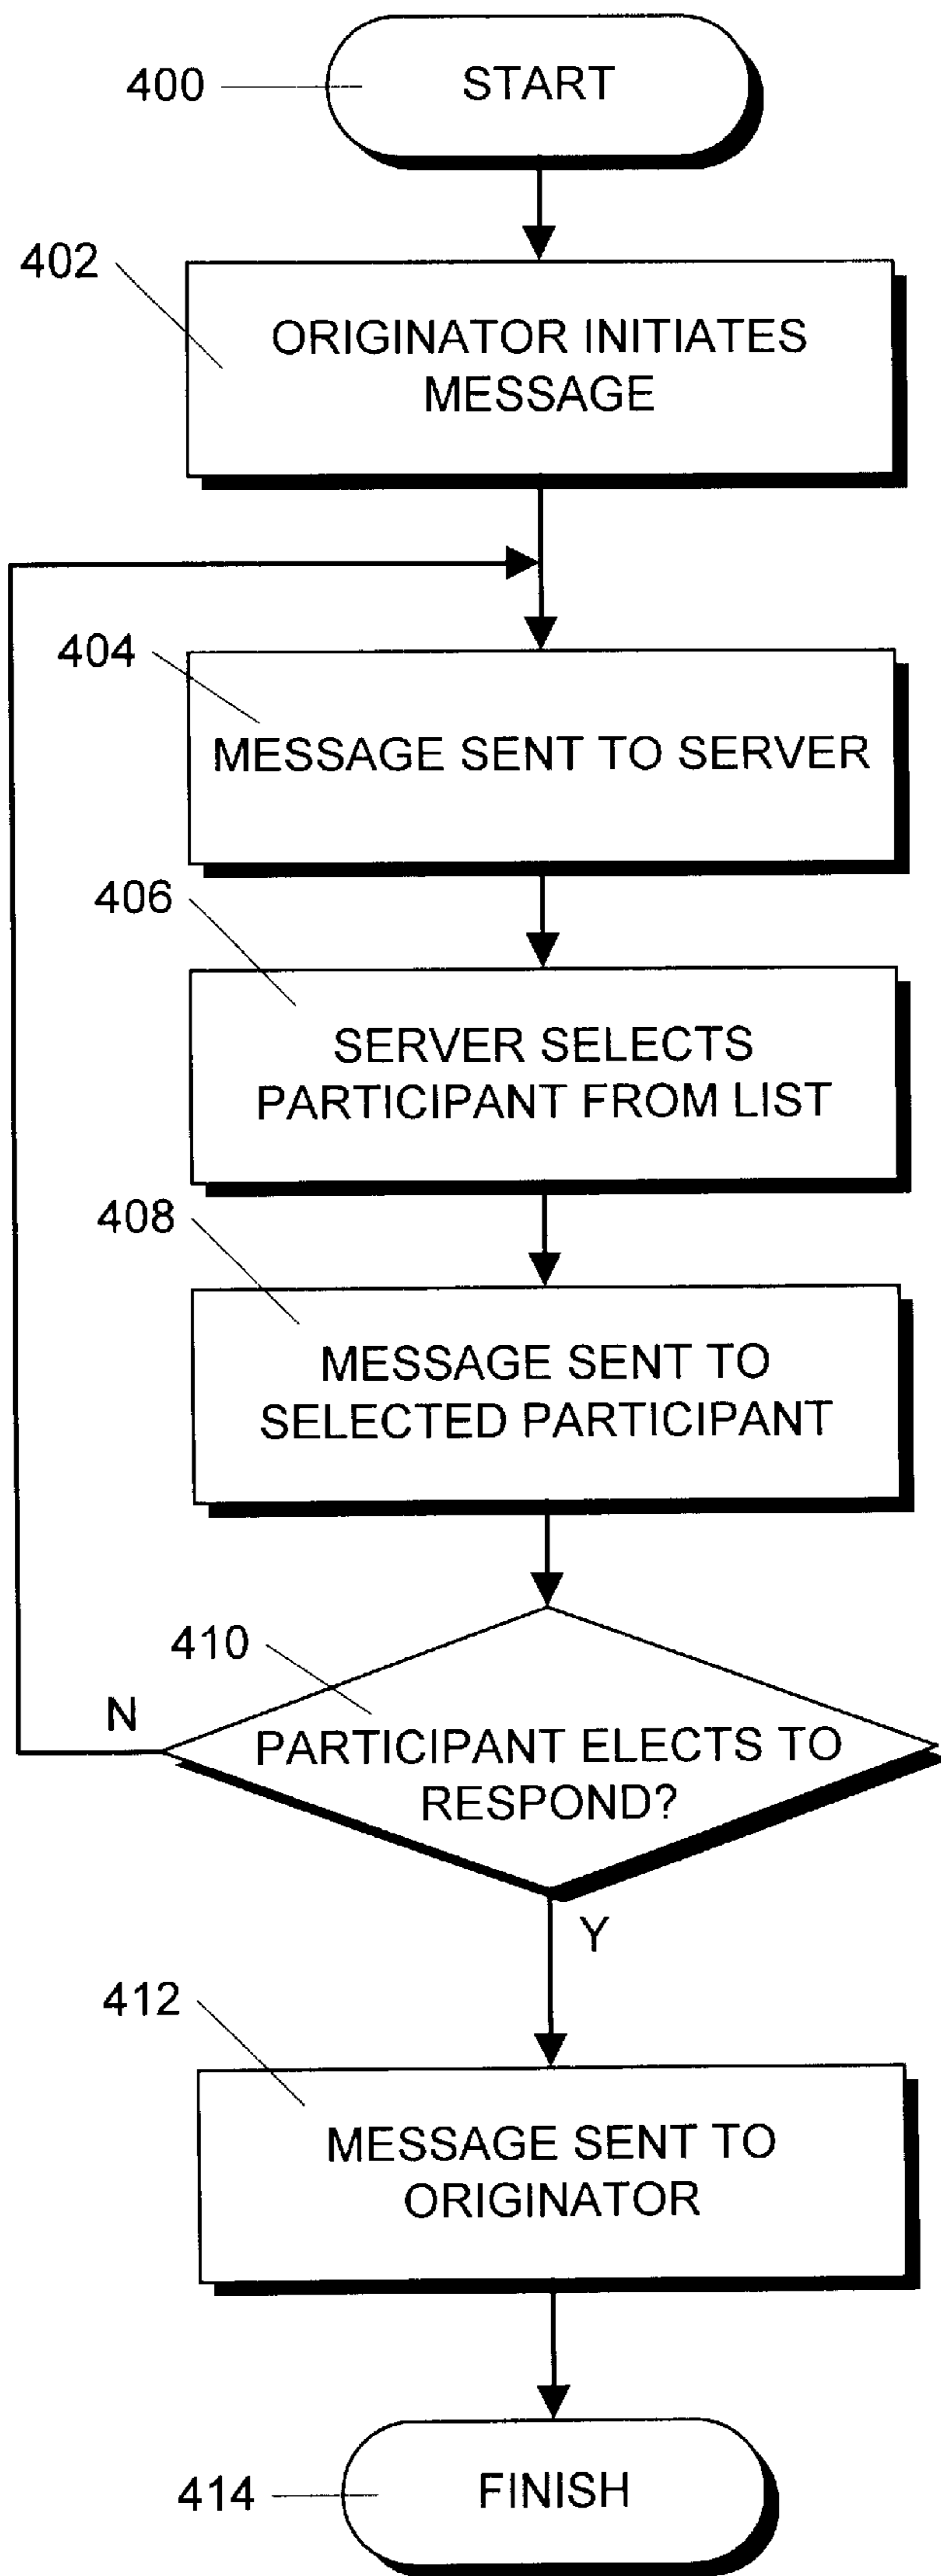 400
START
402
ORIGINATOR INITIATES
MESSAGE
404
MESSAGE SENT TO SERVER
406
SERVER SELECTS
PARTICIPANT FROM LIST
408
MESSAGE SENT TO
SELECTED PARTICIPANT
410
N
PARTICIPANT ELECTS TO
RESPOND?
Y
412
MESSAGE SENT TO
ORIGINATOR
414
FINISH